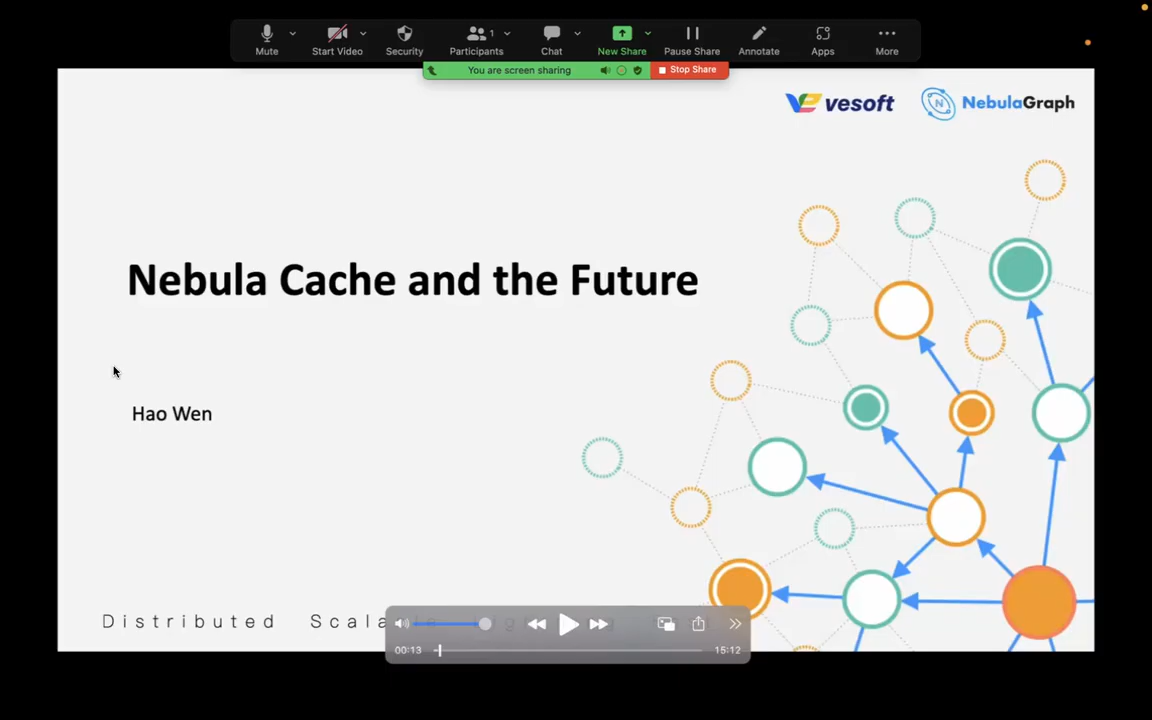 1
Mute
Start Video
Security
Participants
Chat
New Share
Pause Share
Annotate
Apps
More
You are screen sharing
Stop Share
vesoft
N
NebulaGraph
Nebula Cache and the Future
Hao Wen
Distributed
00:13
15:12